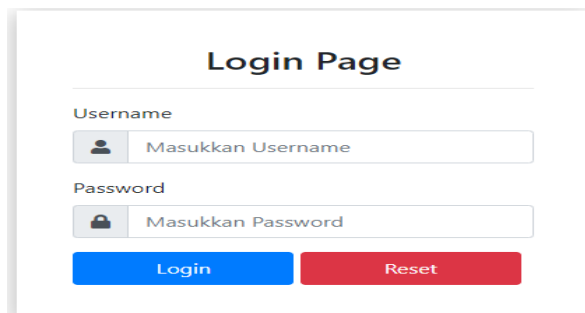 Login Page
Username
Masukkan Username
Password
Masukkan Password
Login Reset